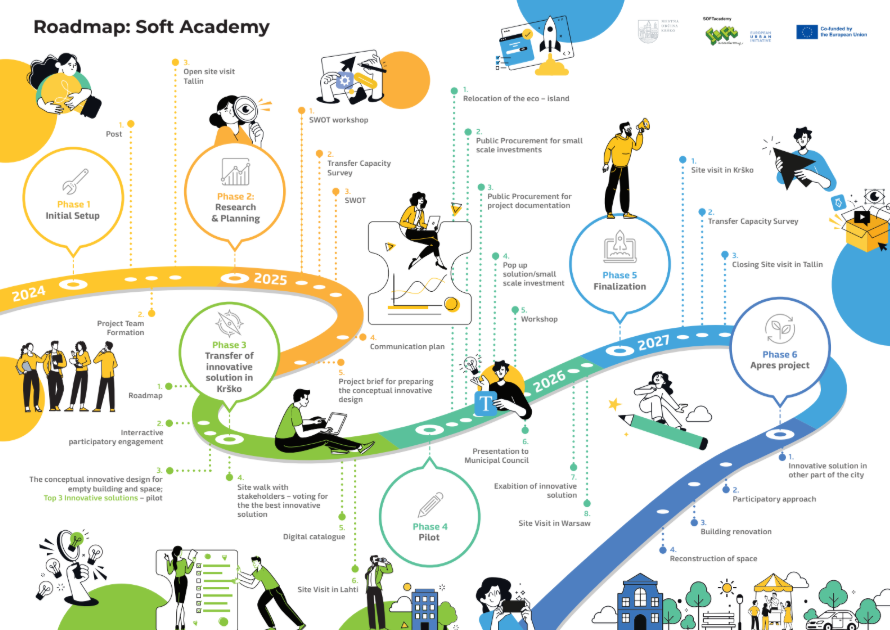 Roadmap: Soft Academy
MESTNA
OBČINA
KRŠKO
SOFTacademy
EUROPEAN
URBAN
INITIATIVE
Co-funded by
the European Union
2024
Phase 1
Initial Setup
1.
Post
2.
Project Team
Formation
3.
Open site visit
Tallin
Phase 2:
Research
& Planning
2025
1.
SWOT workshop
2.
Transfer Capacity
Survey
3.
SWOT
4.
Communication plan
5.
Project brief for preparing
the conceptual innovative
design
Phase 3
Transfer of
innovative
solution in
Krško
1.
Roadmap
2.
Interractive
participatory engagement
3.
The conceptual innovative design for
empty building and space;
Top 3 Innovative solutions – pilot
4.
Site walk with
stakeholders – voting for
the the best innovative
solution
5.
Digital catalogue
6.
Site Visit in Lahti
Phase 4
Pilot
1.
Relocation of the eco – island
2.
Public Procurement for small
scale investments
3.
Public Procurement for
project documentation
4.
Pop up
solution/small
scale investment
5.
Workshop
T
2026
6.
Presentation to
Municipal Council
7.
Exabition of innovative
solution
8.
Site Visit in Warsaw
Phase 5
Finalization
2027
1.
Site visit in Krško
2.
Transfer Capacity Survey
3.
Closing Site visit in Tallin
Phase 6
Apres project
1.
Innovative solution in
other part of the city
2.
Participatory approach
3.
Building renovation
4.
Reconstruction of space